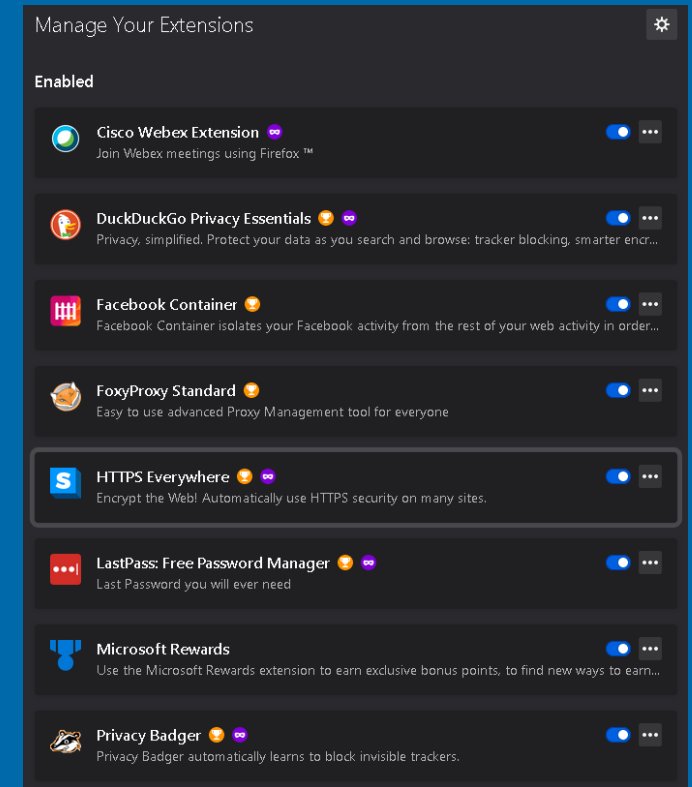 Manage Your Extensions
Enabled
Cisco Webex Extension
Join Webex meetings using Firefox ™
DuckDuckGo Privacy Essentials
Privacy, simplified. Protect your data as you search and browse: tracker blocking, smarter encr...
Facebook Container
Facebook Container isolates your Facebook activity from the rest of your web activity in order...
FoxyProxy Standard
Easy to use advanced Proxy Management tool for everyone
S
HTTPS Everywhere
Encrypt the Web! Automatically use HTTPS security on many sites.
LastPass: Free Password Manager
Last Password you will ever need
Microsoft Rewards
Use the Microsoft Rewards extension to earn exclusive bonus points, to find new ways to earn...
Privacy Badger
Privacy Badger automatically learns to block invisible trackers.